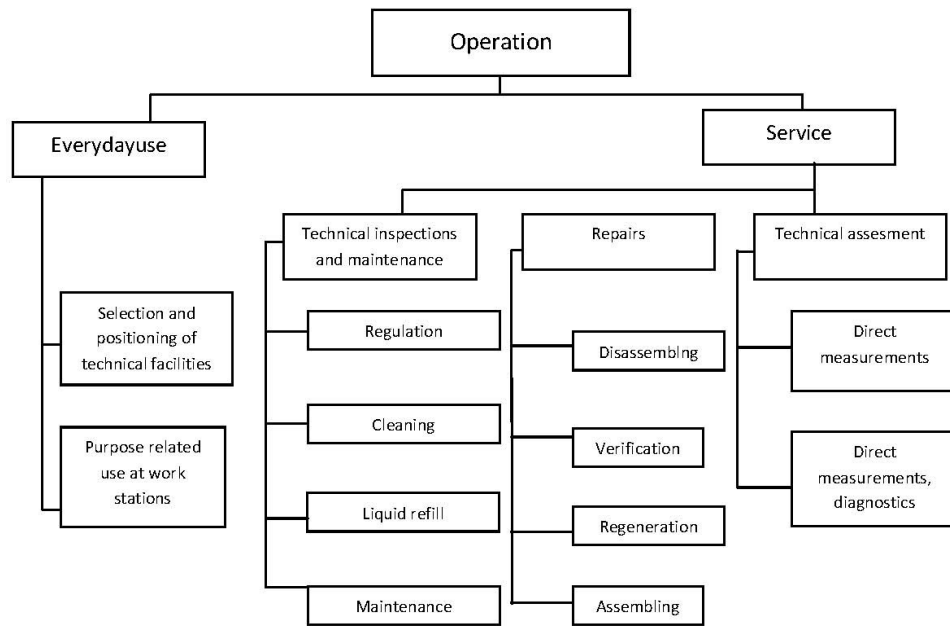 Operation
Everydayuse
Service
Technical inspections
and maintenance
Repairs
Technical assesment
Selection and
positioning of
technical facilities
Purpose related
use at work
stations
Regulation
Cleaning
Liquid refill
Maintenance
Disassemblng
Verification
Regeneration
Assembling
Direct
measurements
Direct
measurements,
diagnostics